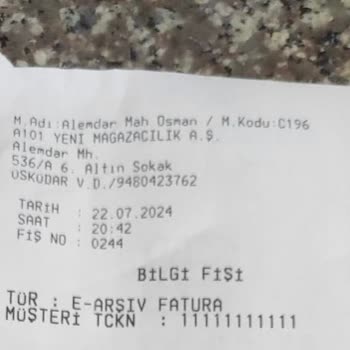 M.Adı:Alemdar Mah Osman / M.Kodu:C196
A101 YENİ MAGAZACILIK A.Ş.
Alemdar Mh.
536/A 6. Altın Sokak
ÜSKÜDAR V.D./9480423762
TARİH : 22.07.2024
SAAT : 20:42
FİŞ NO : 0244
BİLGİ FİŞİ
TÜR : E-ARŞİV FATURA
MÜŞTERİ TCKN : 11111111111